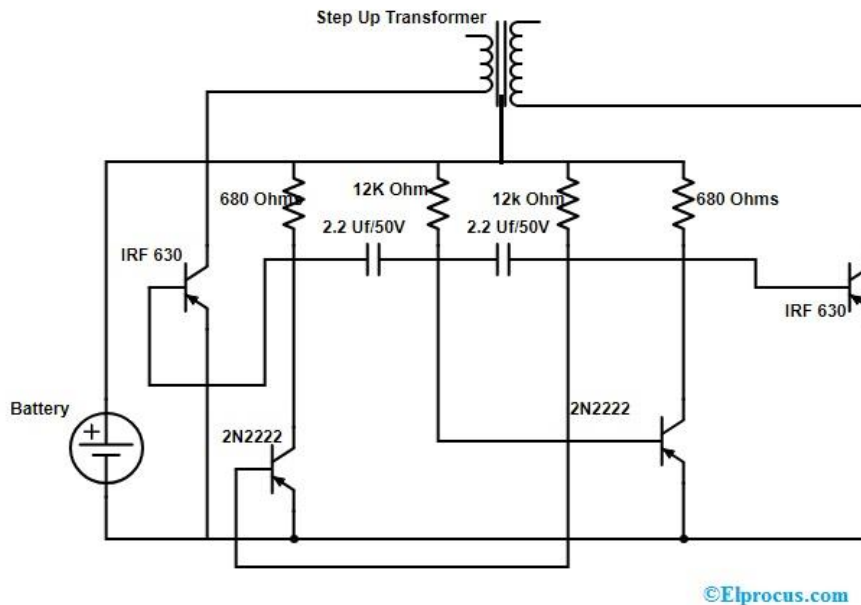 Step Up Transformer
680 Ohms
12K Ohm
12k Ohm
680 Ohms
2.2 Uf/50V
2.2 Uf/50V
IRF 630
IRF 630
Battery
+
2N2222
2N2222
©Elprocus.com